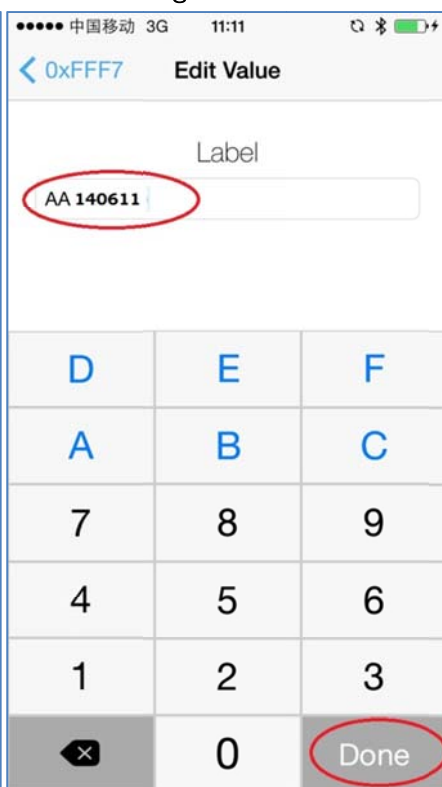 中国移动 3G 11:11
0xFFF7 Edit Value
Label
AA 140611
D E F
A B C
7 8 9
4 5 6
1 2 3
0 Done